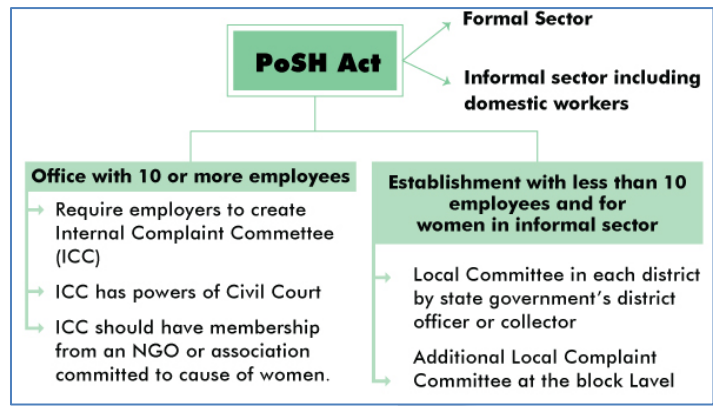 Formal Sector
PoSH Act
Informal sector including
domestic workers
Office with 10 or more employees
Require employers to create
Internal Complaint Commettee
(ICC)
ICC has powers of Civil Court
ICC should have membership
from an NGO or association
committed to cause of women.
Establishment with less than 10
employees and for
women in informal sector
Local Committee in each district
by state government's district
officer or collector
Additional Local Complaint
Committee at the block Lavel